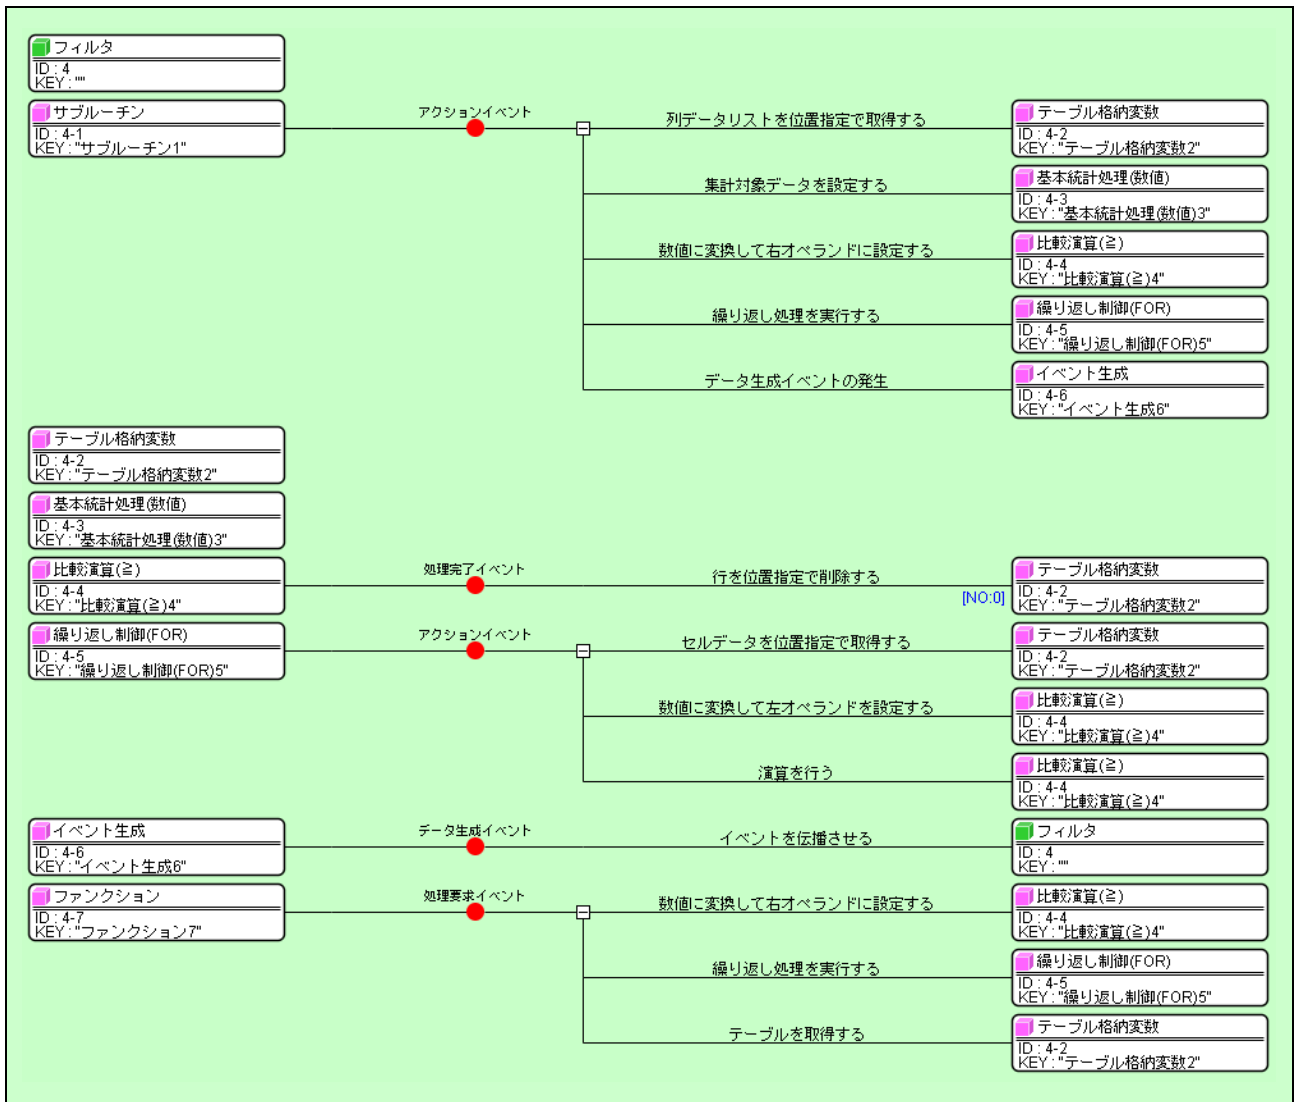 フィルタ
ID : 4
KEY : ""
サブルーチン
ID : 4-1
KEY : "サブルーチン1"
アクションイベント
列データリストを位置指定で取得する
テーブル格納変数
ID : 4-2
KEY : "テーブル格納変数2"
集計対象データを設定する
基本統計処理(数値)
ID : 4-3
KEY : "基本統計処理(数値)3"
数値に変換して右オペランドに設定する
比較演算(≧)
ID : 4-4
KEY : "比較演算(≧)4"
繰り返し処理を実行する
繰り返し制御(FOR)
ID : 4-5
KEY : "繰り返し制御(FOR)5"
データ生成イベントの発生
イベント生成
ID : 4-6
KEY : "イベント生成6"
テーブル格納変数
ID : 4-2
KEY : "テーブル格納変数2"
基本統計処理(数値)
ID : 4-3
KEY : "基本統計処理(数値)3"
比較演算(≧)
ID : 4-4
KEY : "比較演算(≧)4"
処理完了イベント
行を位置指定で削除する
[NO:0]
テーブル格納変数
ID : 4-2
KEY : "テーブル格納変数2"
繰り返し制御(FOR)
ID : 4-5
KEY : "繰り返し制御(FOR)5"
アクションイベント
セルデータを位置指定で取得する
テーブル格納変数
ID : 4-2
KEY : "テーブル格納変数2"
数値に変換して左オペランドを設定する
比較演算(≧)
ID : 4-4
KEY : "比較演算(≧)4"
演算を行う
比較演算(≧)
ID : 4-4
KEY : "比較演算(≧)4"
イベント生成
ID : 4-6
KEY : "イベント生成6"
データ生成イベント
イベントを伝播させる
フィルタ
ID : 4
KEY : ""
ファンクション
ID : 4-7
KEY : "ファンクション7"
処理要求イベント
数値に変換して右オペランドに設定する
比較演算(≧)
ID : 4-4
KEY : "比較演算(≧)4"
繰り返し処理を実行する
繰り返し制御(FOR)
ID : 4-5
KEY : "繰り返し制御(FOR)5"
テーブルを取得する
テーブル格納変数
ID : 4-2
KEY : "テーブル格納変数2"